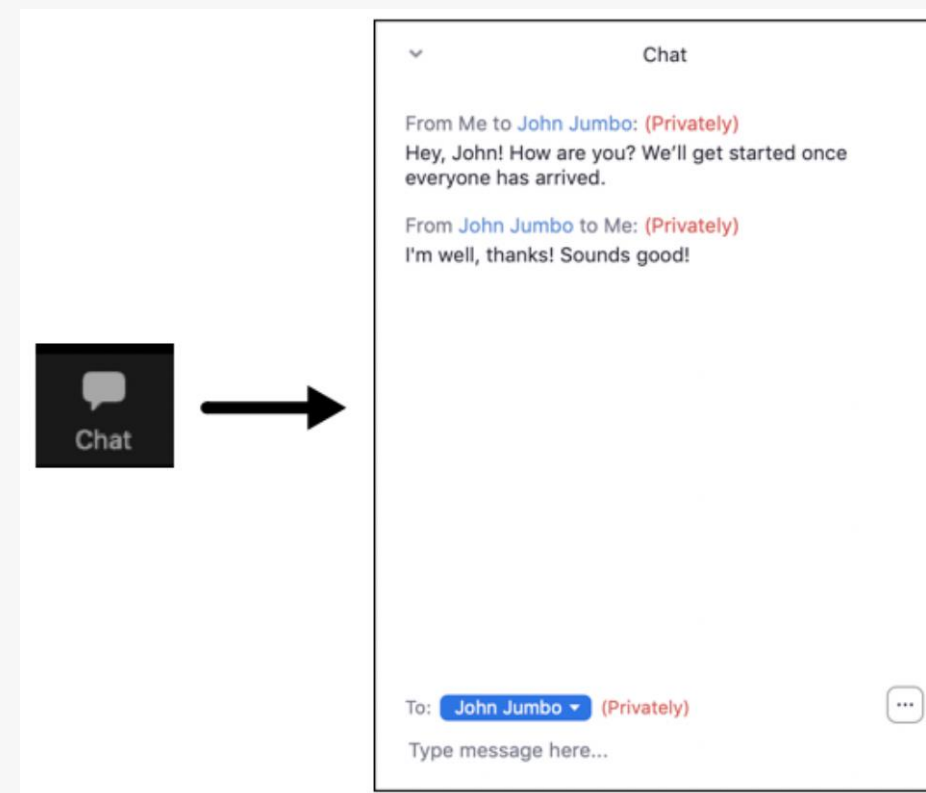 Chat
Chat
From Me to John Jumbo: (Privately)
Hey, John! How are you? We’ll get started once
everyone has arrived.
From John Jumbo to Me: (Privately)
I'm well, thanks! Sounds good!
To: John Jumbo (Privately)
Type message here...